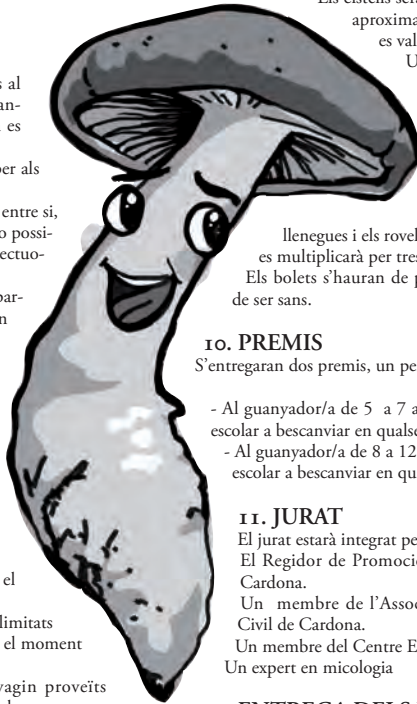 s al
an-
es
per als
entre si,
o possi-
ectuo-
par-
n
el
limitats
el moment
vagin proveïts
Els cistells ser
aproxima
es val
U
llenegues i els rovel
es multiplicarà per tres
Els bolets s'hauran de p
de ser sans.
10. PREMIS
S'entregaran dos premis, un pe
- Al guanyador/a de 5 a 7 a
escolar a bescanviar en qualse
- Al guanyador/a de 8 a 12
escolar a bescanviar en qu
11. JURAT
El jurat estarà integrat pe
El Regidor de Promoció
Cardona.
Un membre de l'Assoc
Civil de Cardona.
Un membre del Centre E
Un expert en micologia